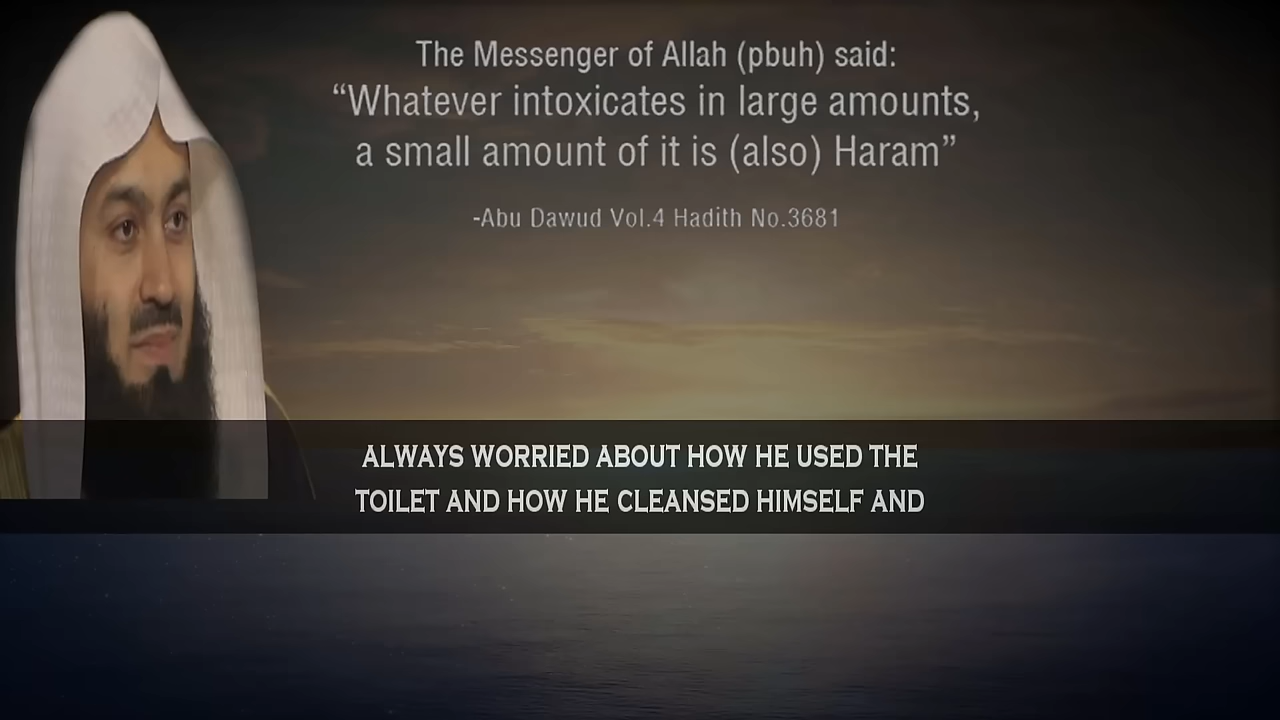 The Messenger of Allah (pbuh) said:
“Whatever intoxicates in large amounts,
a small amount of it is (also) Haram”
-Abu Dawud Vol.4 Hadith No.3681
ALWAYS WORRIED ABOUT HOW HE USED THE
TOILET AND HOW HE CLEANSED HIMSELF AND